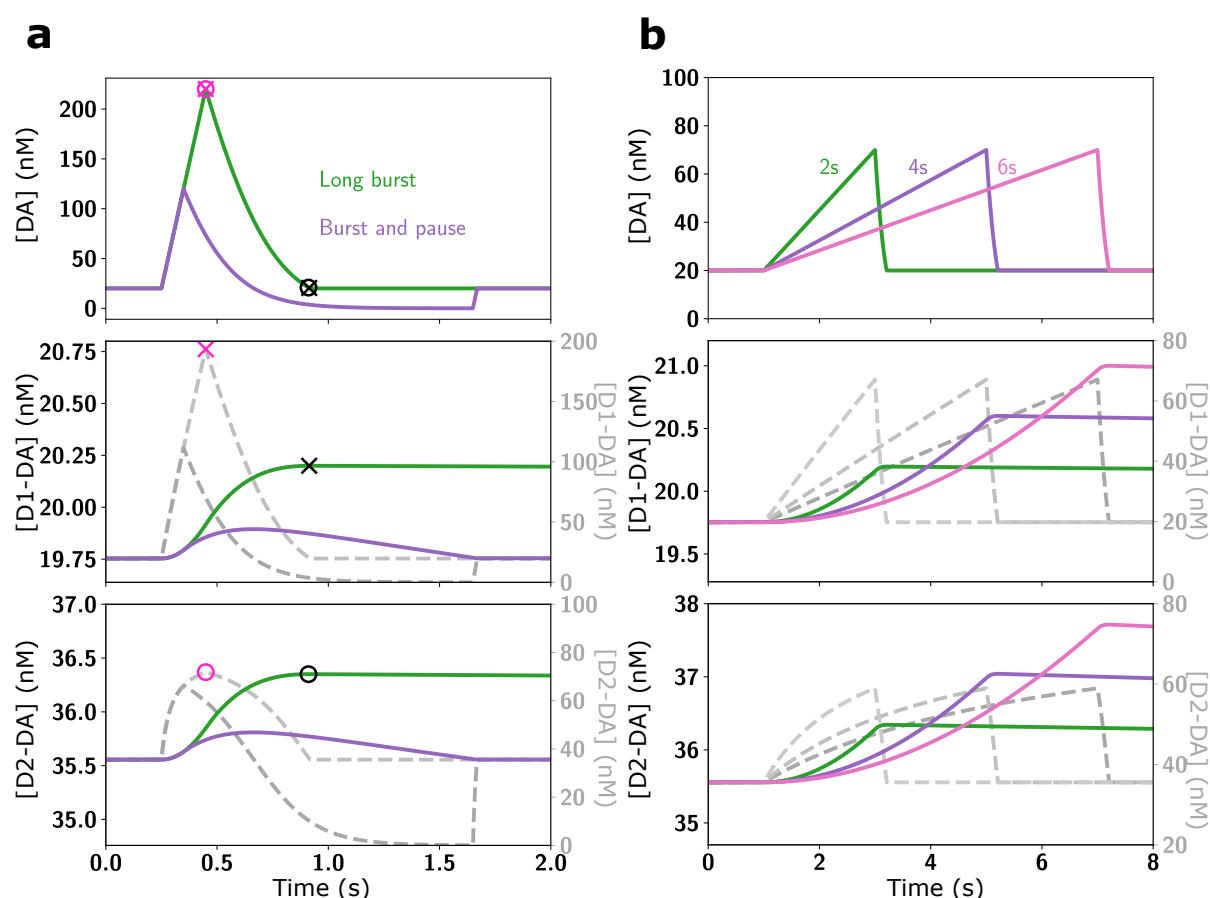 a
b
[DA] (nM)
200
150
100
50
0
Long burst
Burst and pause
[DA] (nM)
100
80
60
40
20
0
2s
4s
6s
[D1-DA] (nM)
20.75
20.50
20.25
20.00
19.75
200
150
100
50
0
[D1-DA] (nM)
[D1-DA] (nM)
21.0
20.5
20.0
19.5
80
60
40
20
0
[D1-DA] (nM)
[D2-DA] (nM)
37.0
36.5
36.0
35.5
35.0
100
80
60
40
20
0
[D2-DA] (nM)
0.0 0.5 1.0 1.5 2.0
Time (s)
[D2-DA] (nM)
38
37
36
35
80
60
40
20
[D2-DA] (nM)
0 2 4 6 8
Time (s)